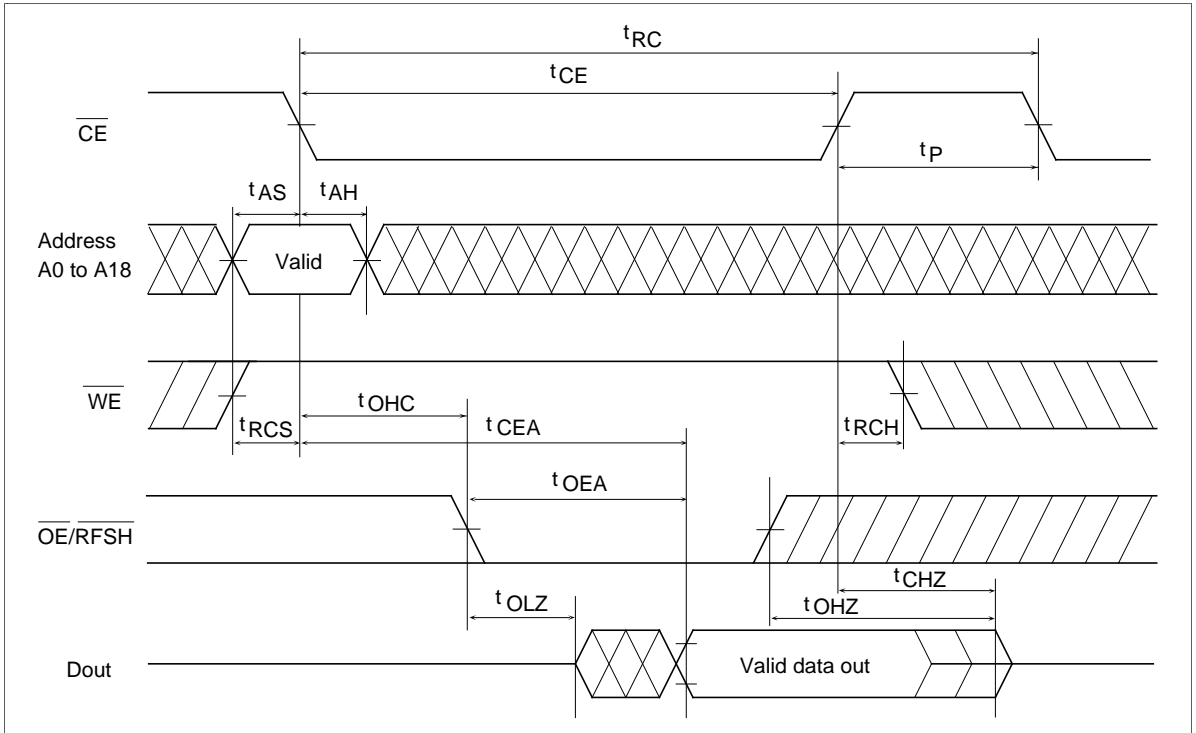 tRC
tCE
CE
tP
tAS
tAH
Address
A0 to A18
Valid
WE
tOHC
tRCS
tCEA
tRCH
tOEA
OE/RFSH
tCHZ
tOLZ
tOHZ
Dout
Valid data out